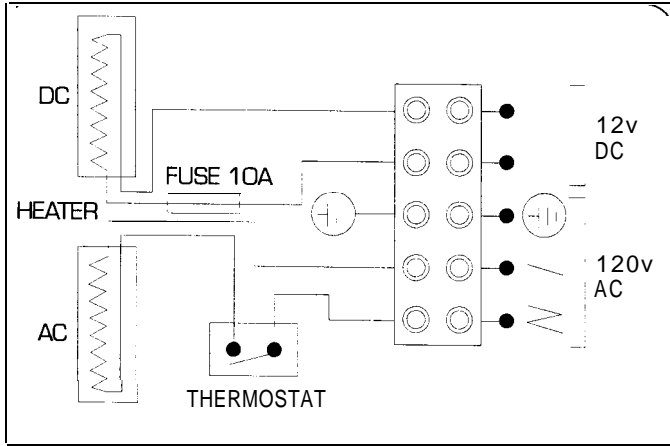 DC
12v
DC
FUSE 10A
HEATER
120v
AC
AC
THERMOSTAT